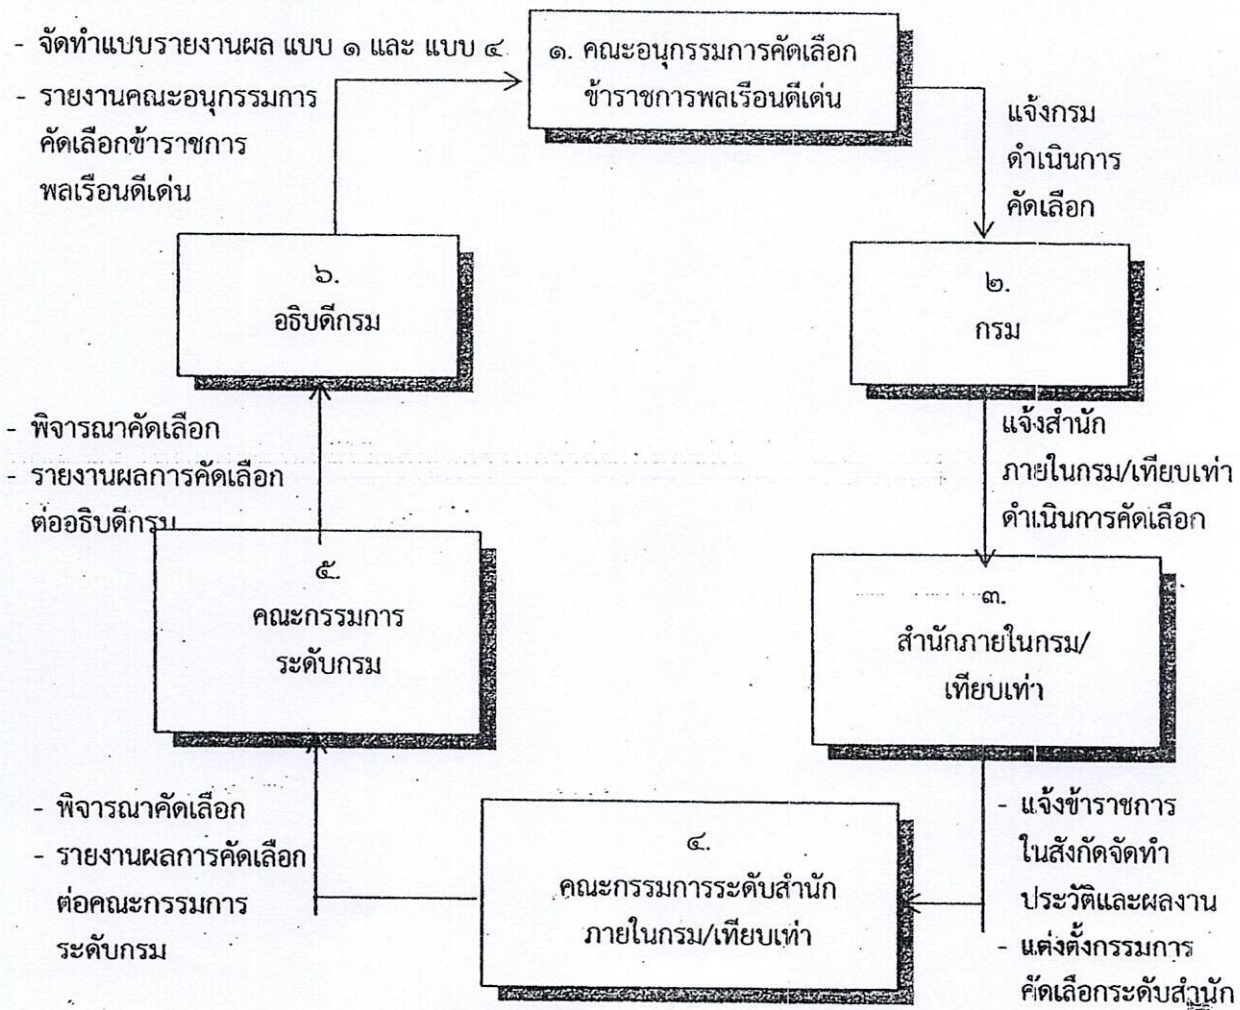 - จัดทำแบบรายงานผล แบบ ๑ และ แบบ ๔
- รายงานคณะอนุกรรมการ
คัดเลือกข้าราชการ
พลเรือนดีเด่น
๑. คณะอนุกรรมการคัดเลือก
ข้าราชการพลเรือนดีเด่น
แจ้งกรม
ดำเนินการ
คัดเลือก
๒.
กรม
แจ้งสำนัก
ภายในกรม/เทียบเท่า
ดำเนินการคัดเลือก
๓.
สำนักภายในกรม/
เทียบเท่า
- แจ้งข้าราชการ
ในสังกัดจัดทำ
ประวัติและผลงาน
- แต่งตั้งกรรมการ
คัดเลือกระดับสำนัก
๔.
คณะกรรมการระดับสำนัก
ภายในกรม/เทียบเท่า
- พิจารณาคัดเลือก
- รายงานผลการคัดเลือก
ต่อคณะกรรมการ
ระดับกรม
๕.
คณะกรรมการ
ระดับกรม
- พิจารณาคัดเลือก
- รายงานผลการคัดเลือก
ต่ออธิบดีกรม
๖.
อธิบดีกรม